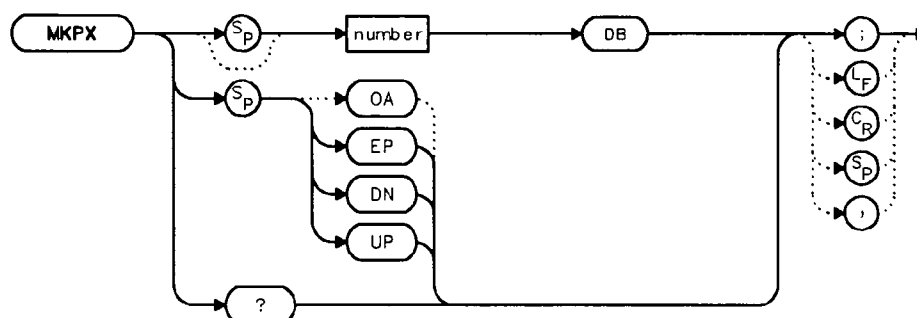 MKPX SP number DB ;
LF
SP OA CR
EP SP
DN ,
UP
?